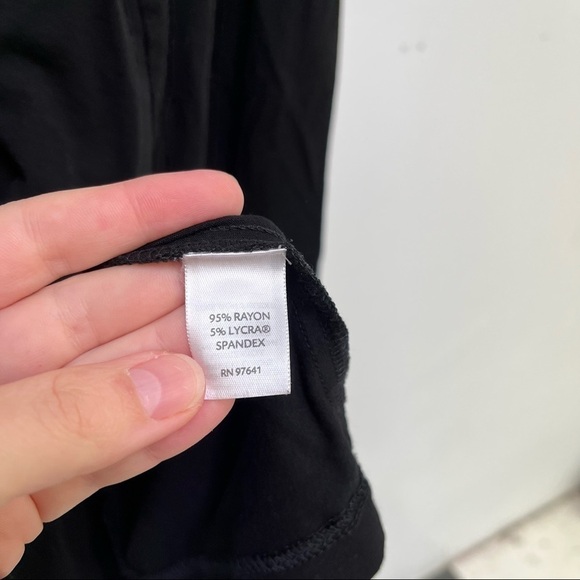 95% RAYON
5% LYCRA®
SPANDEX
RN 97641